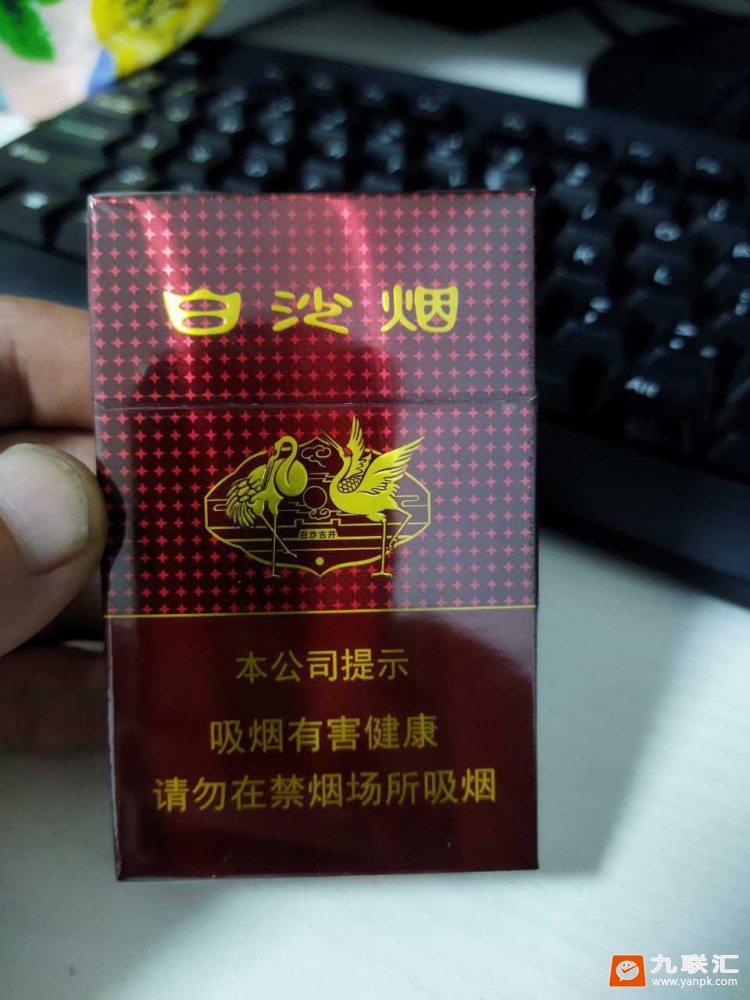 白沙烟
白沙古井
本公司提示
吸烟有害健康
请勿在禁烟场所吸烟
Alt
九联汇
www.yanpk.com